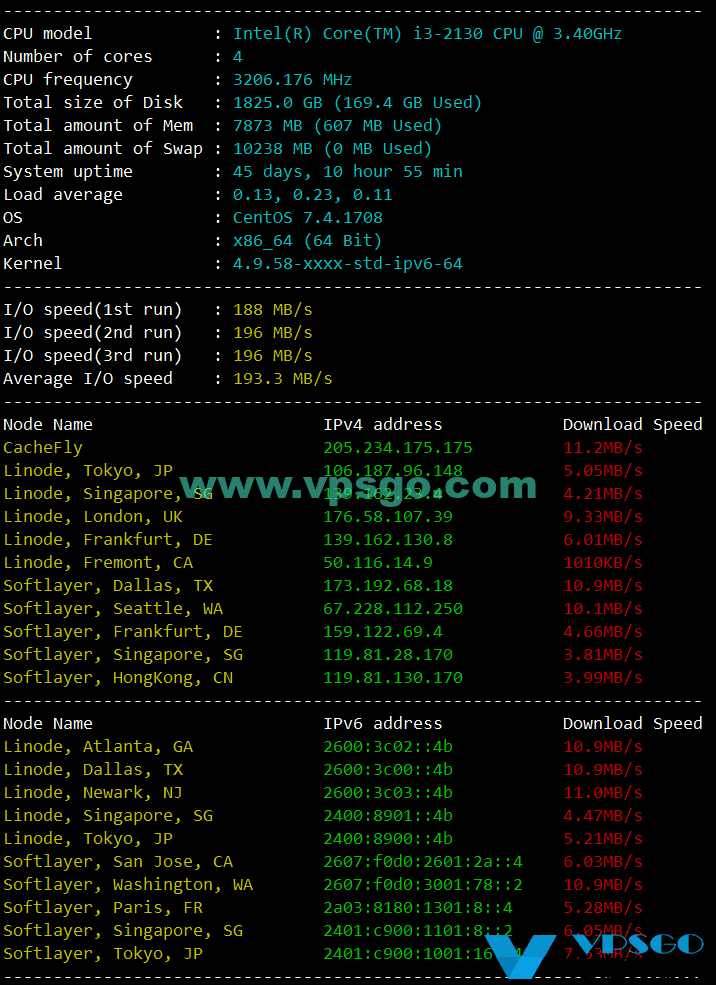 CPU model : Intel(R) Core(TM) i3-2130 CPU @ 3.40GHz
Number of cores : 4
CPU frequency : 3206.176 MHz
Total size of Disk : 1825.0 GB (169.4 GB Used)
Total amount of Mem : 7873 MB (607 MB Used)
Total amount of Swap : 10238 MB (0 MB Used)
System uptime : 45 days, 10 hour 55 min
Load average : 0.13, 0.23, 0.11
OS : CentOS 7.4.1708
Arch : x86_64 (64 Bit)
Kernel : 4.9.58-xxxx-std-ipv6-64
I/O speed(1st run) : 188 MB/s
I/O speed(2nd run) : 196 MB/s
I/O speed(3rd run) : 196 MB/s
Average I/O speed : 193.3 MB/s
Node Name IPv4 address Download Speed
CacheFly 205.234.175.175 11.2MB/s
Linode, Tokyo, JP 106.187.96.148 5.05MB/s
www.vpsgo.com
Linode, Singapore, SG 139.162.23.4 4.21MB/s
Linode, London, UK 176.58.107.39 9.33MB/s
Linode, Frankfurt, DE 139.162.130.8 6.01MB/s
Linode, Fremont, CA 50.116.14.9 1010KB/s
Softlayer, Dallas, TX 173.192.68.18 10.9MB/s
Softlayer, Seattle, WA 67.228.112.250 10.1MB/s
Softlayer, Frankfurt, DE 159.122.69.4 4.66MB/s
Softlayer, Singapore, SG 119.81.28.170 3.81MB/s
Softlayer, HongKong, CN 119.81.130.170 3.99MB/s
Node Name IPv6 address Download Speed
Linode, Atlanta, GA 2600:3c02::4b 10.9MB/s
Linode, Dallas, TX 2600:3c00::4b 10.9MB/s
Linode, Newark, NJ 2600:3c03::4b 11.0MB/s
Linode, Singapore, SG 2400:8901::4b 4.47MB/s
Linode, Tokyo, JP 2400:8900::4b 5.21MB/s
Softlayer, San Jose, CA 2607:f0d0:2601:2a::4 6.03MB/s
Softlayer, Washington, WA 2607:f0d0:3001:78::2 10.9MB/s
Softlayer, Paris, FR 2a03:8180:1301:8::4 5.28MB/s
Softlayer, Singapore, SG 2401:c900:1101:8::2 6.05MB/s
Softlayer, Tokyo, JP
VPSGO